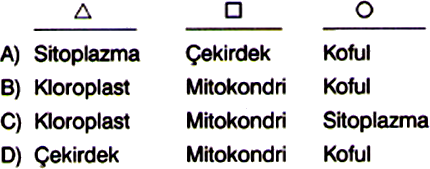 △ □ ○
A) Sitoplazma Çekirdek Koful
B) Kloroplast Mitokondri Koful
C) Kloroplast Mitokondri Sitoplazma
D) Çekirdek Mitokondri Koful